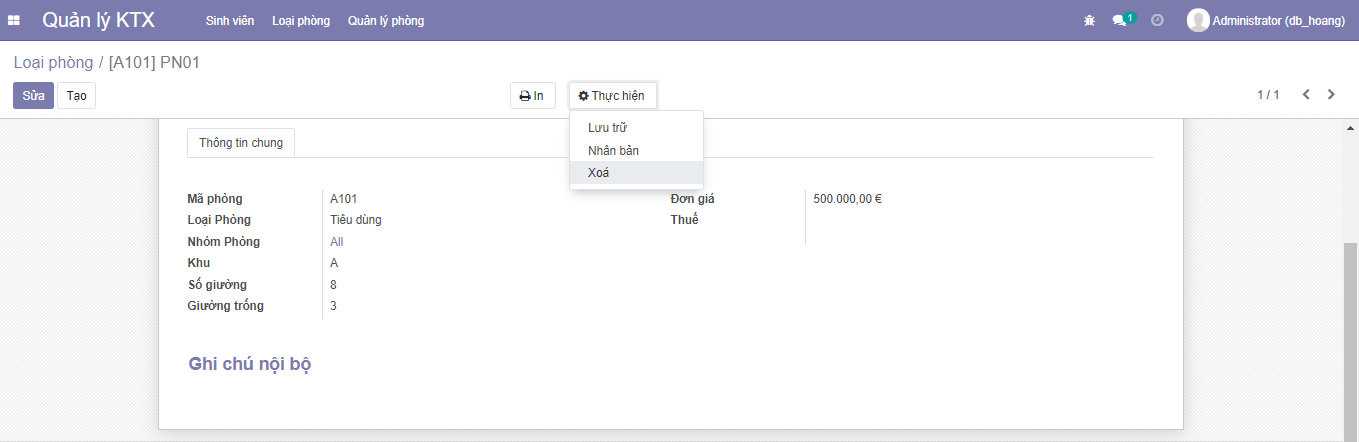 Quản lý KTX Sinh viên Loại phòng Quản lý phòng 1 Administrator (db_hoang)
Loại phòng / [A101] PN01
Sửa Tạo In Thực hiện 1 / 1
Lưu trữ
Nhân bản
Xoá
Thông tin chung
Mã phòng A101 Đơn giá 500.000,00 €
Loại Phòng Tiêu dùng Thuế
Nhóm Phòng All
Khu A
Số giường 8
Giường trống 3
Ghi chú nội bộ